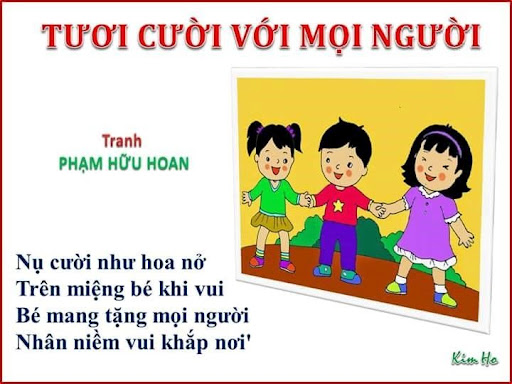 TƯƠI CƯỜI VỚI MỌI NGƯỜI
Tranh
PHẠM HỮU HOAN
Nụ cười như hoa nở
Trên miệng bé khi vui
Bé mang tặng mọi người
Nhân niềm vui khắp nơi'
Kim Ho